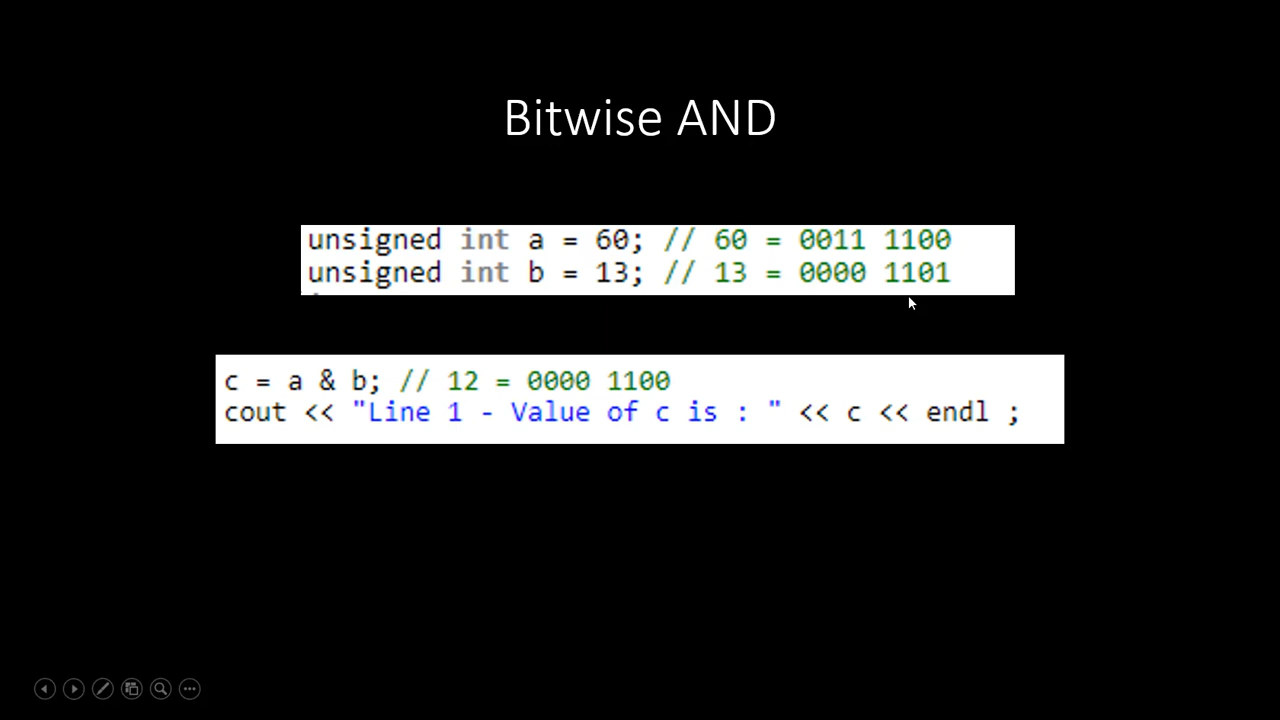 Bitwise AND
unsigned int a = 60; // 60 = 0011 1100
unsigned int b = 13; // 13 = 0000 1101
c = a & b; // 12 = 0000 1100
cout << "Line 1 - Value of c is : " << c << endl ;